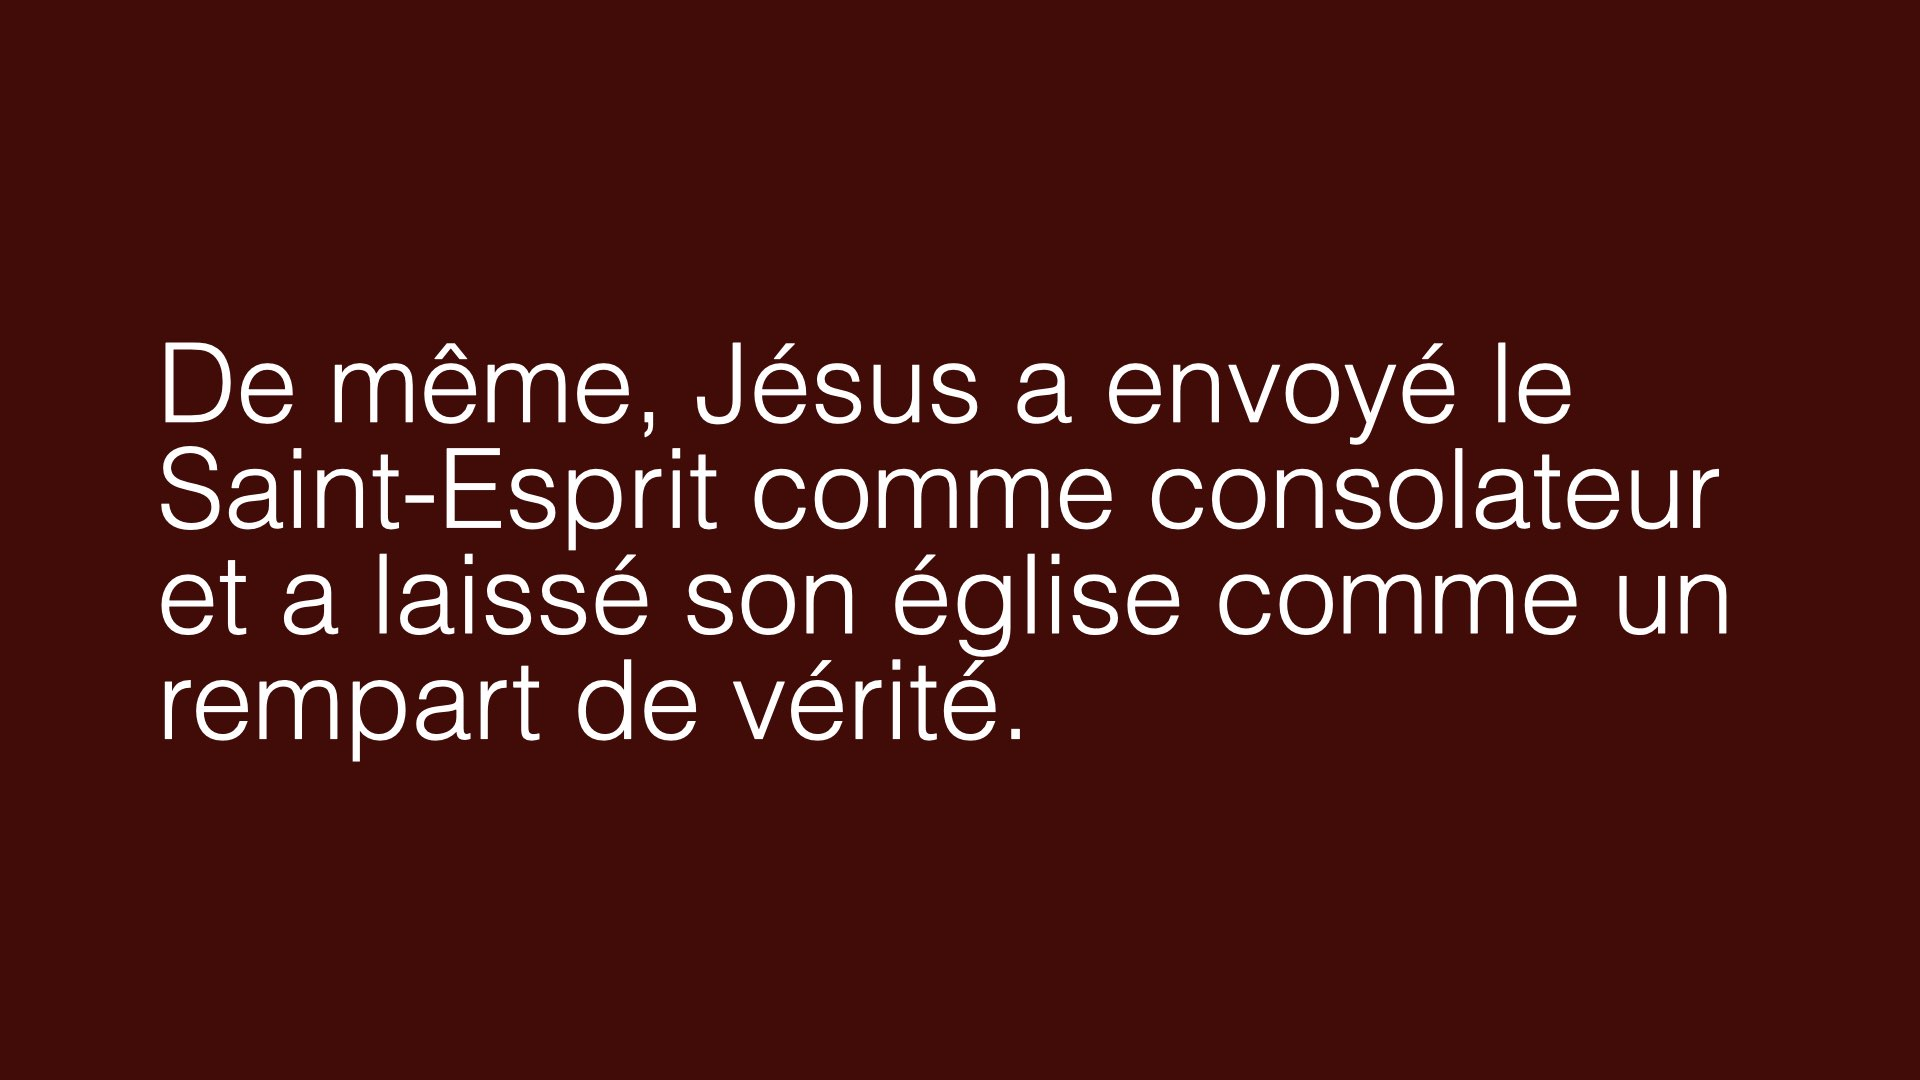 De même, Jésus a envoyé le
Saint-Esprit comme consolateur
et a laissé son église comme un
rempart de vérité.